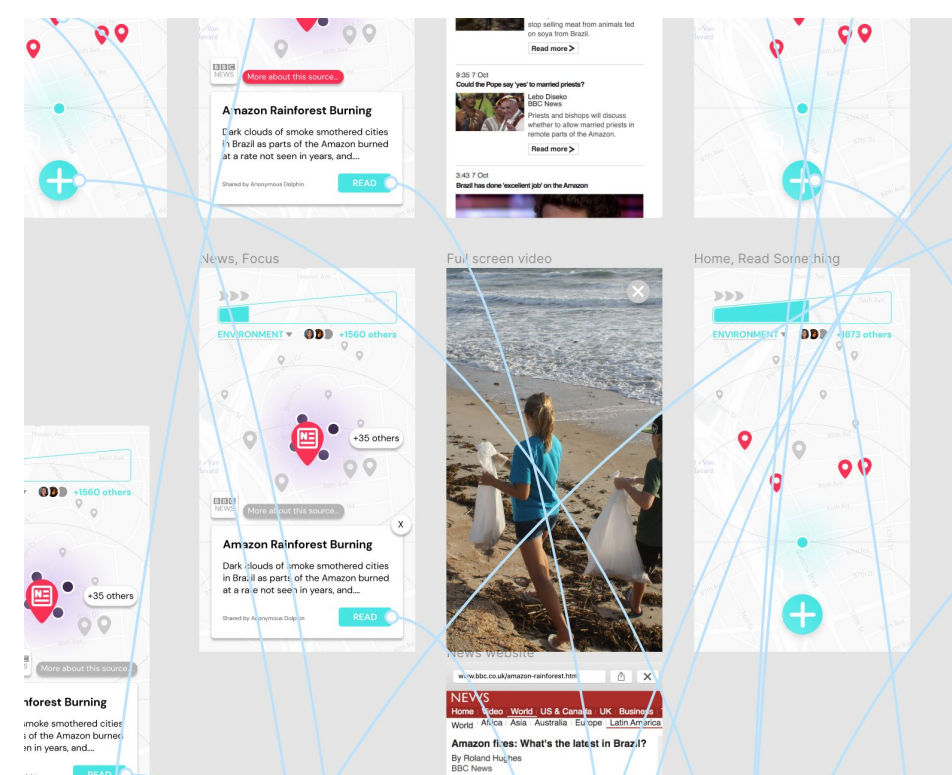 BBC
NEWS
More about this source...
Amazon Rainforest Burning
Dark clouds of smoke smothered cities
in Brazil as parts of the Amazon burned
at a rate not seen in years, and....
Shared by Anonymous Dolphin
READ
stop selling meat from animals fed
on soya from Brazil.
Read more >
9:35 7 Oct
Could the Pope say 'yes' to married priests?
Lebo Diseko
BBC News
Priests and bishops will discuss
whether to allow married priests in
remote parts of the Amazon.
Read more >
3:43 7 Oct
Brazil has done 'excellent job' on the Amazon
News, Focus
ENVIRONMENT ▾ +1560 others
+35 others
BBC
NEWS
More about this source...
X
Amazon Rainforest Burning
Dark clouds of smoke smothered cities
in Brazil as parts of the Amazon burned
at a rate not seen in years, and....
Shared by Anonymous Dolphin
READ
Full screen video
Home, Read Something
ENVIRONMENT ▾ +1873 others
+1560 others
+35 others
More about this source...
nforest Burning
smoke smothered cities
s of the Amazon burned
en in years, and....
READ
News website
www.bbc.co.uk/amazon-rainforest.htm
NEWS
Home Video World US & Canada UK Business
World Africa Asia Australia Europe Latin America
Amazon fires: What's the latest in Brazil?
By Roland Hughes
BBC News